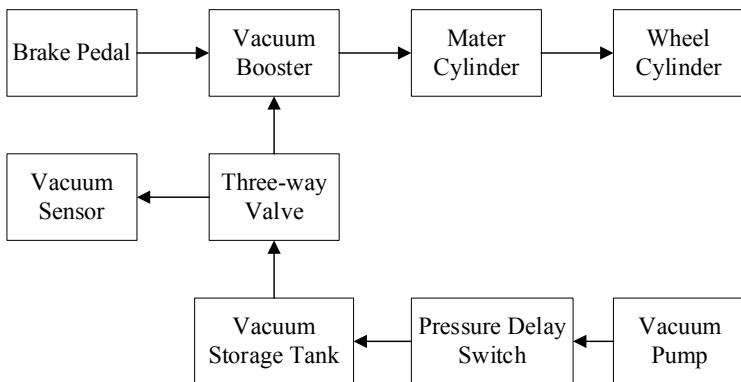 Brake Pedal
Vacuum
Booster
Mater
Cylinder
Wheel
Cylinder
Vacuum
Sensor
Three-way
Valve
Vacuum
Storage Tank
Pressure Delay
Switch
Vacuum
Pump